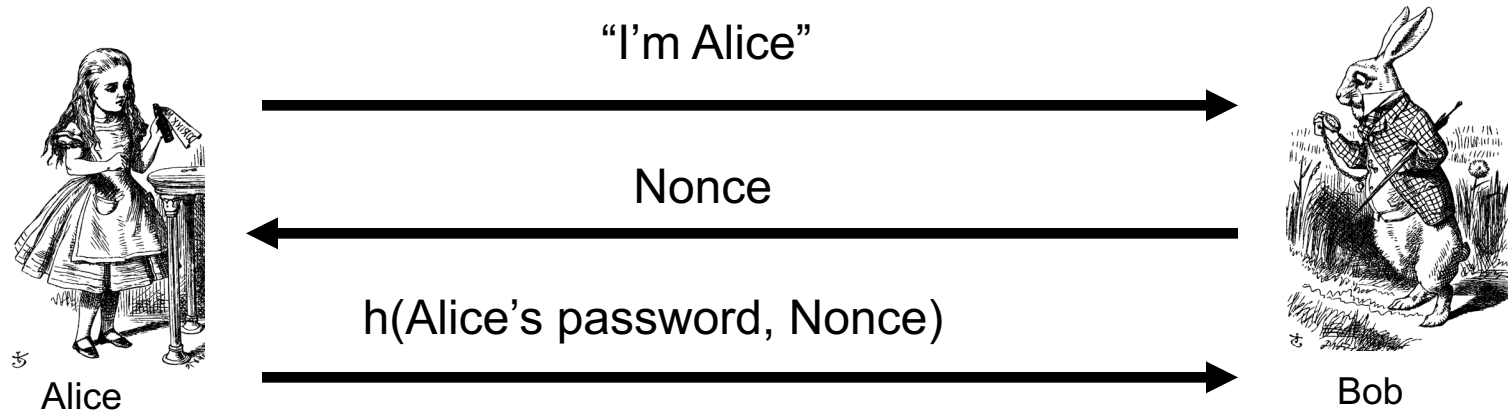 “I’m Alice”
Nonce
h(Alice’s password, Nonce)
Alice
Bob